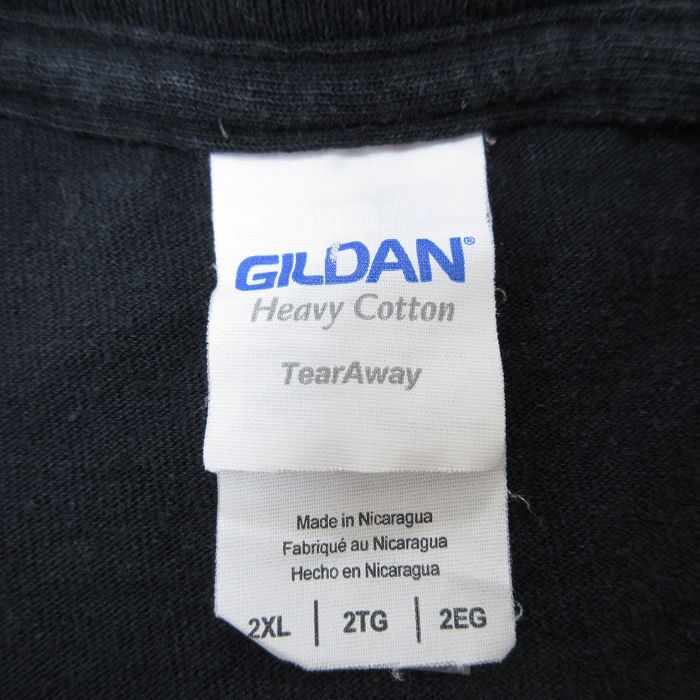 GILDAN®
Heavy Cotton
TearAway
Made in Nicaragua
Fabriqué au Nicaragua
Hecho en Nicaragua
2XL | 2TG | 2EG